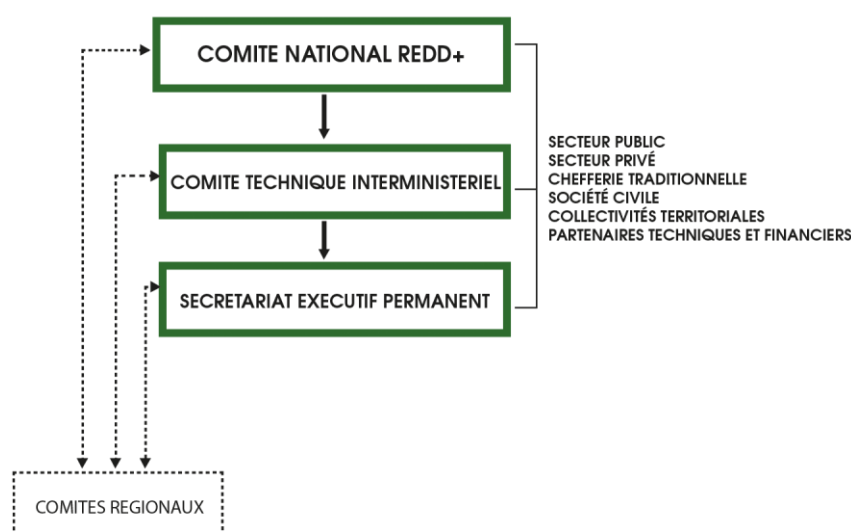 COMITE NATIONAL REDD+
COMITE TECHNIQUE INTERMINISTERIEL
SECRETARIAT EXECUTIF PERMANENT
SECTEUR PUBLIC
SECTEUR PRIVÉ
CHEFFERIE TRADITIONNELLE
SOCIÉTÉ CIVILE
COLLECTIVITÉS TERRITORIALES
PARTENAIRES TECHNIQUES ET FINANCIERS
COMITES REGIONAUX